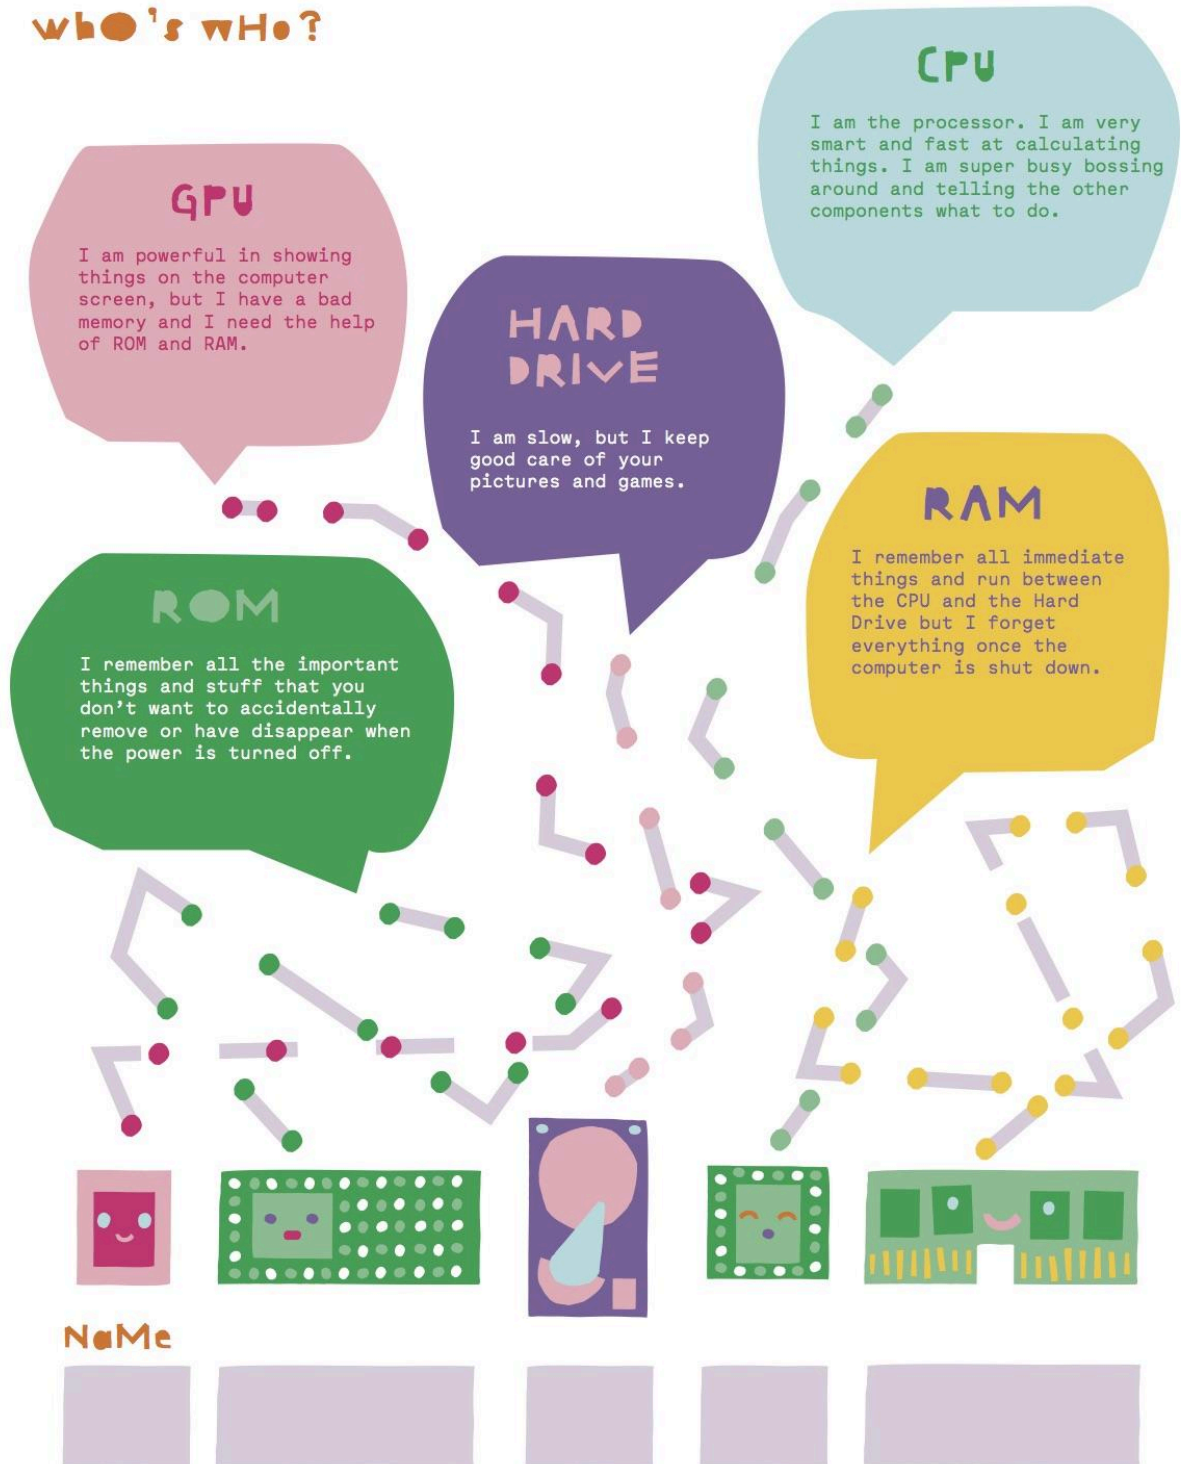 WhO's WHo?
CPU
I am the processor. I am very
smart and fast at calculating
things. I am super busy bossing
around and telling the other
components what to do.
GPU
I am powerful in showing
things on the computer
screen, but I have a bad
memory and I need the help
of ROM and RAM.
HARD
DRIVE
I am slow, but I keep
good care of your
pictures and games.
RAM
I remember all immediate
things and run between
the CPU and the Hard
Drive but I forget
everything once the
computer is shut down.
ROM
I remember all the important
things and stuff that you
don't want to accidentally
remove or have disappear when
the power is turned off.
NaMe